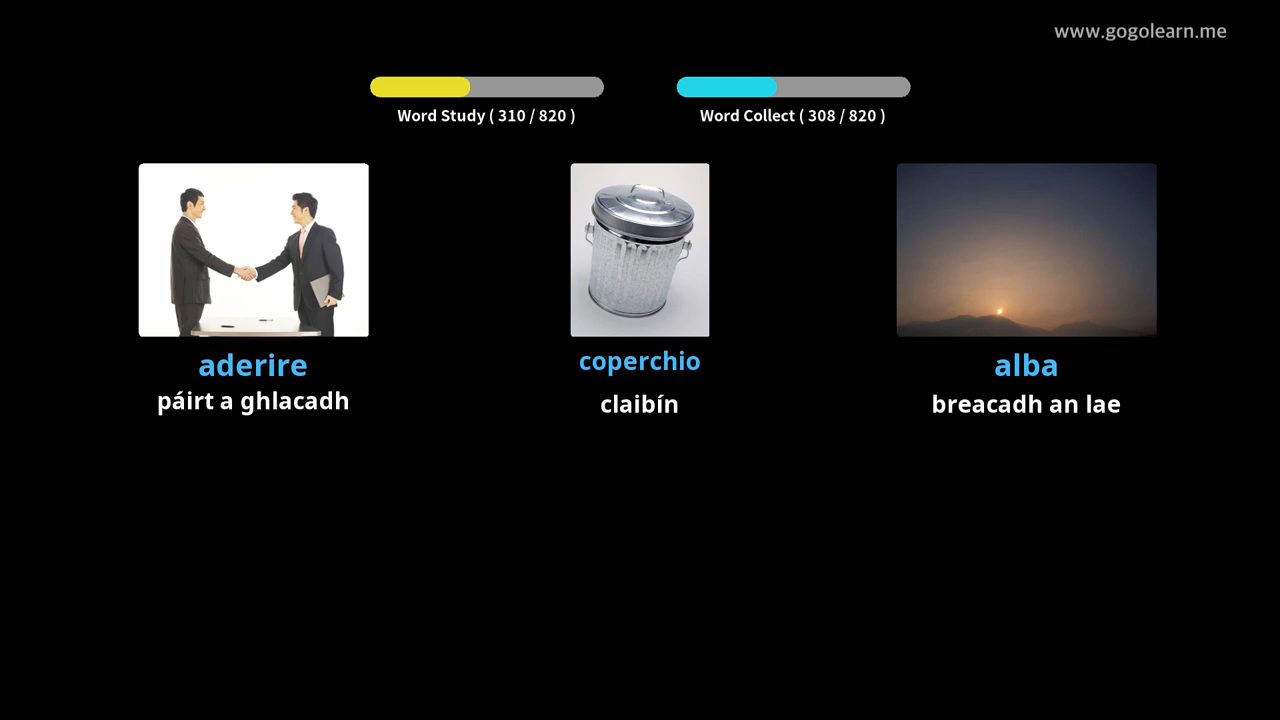 www.gogolearn.me
Word Study ( 310 / 820 )
Word Collect ( 308 / 820 )
aderire
páirt a ghlacadh
coperchio
claibín
alba
breacadh an lae